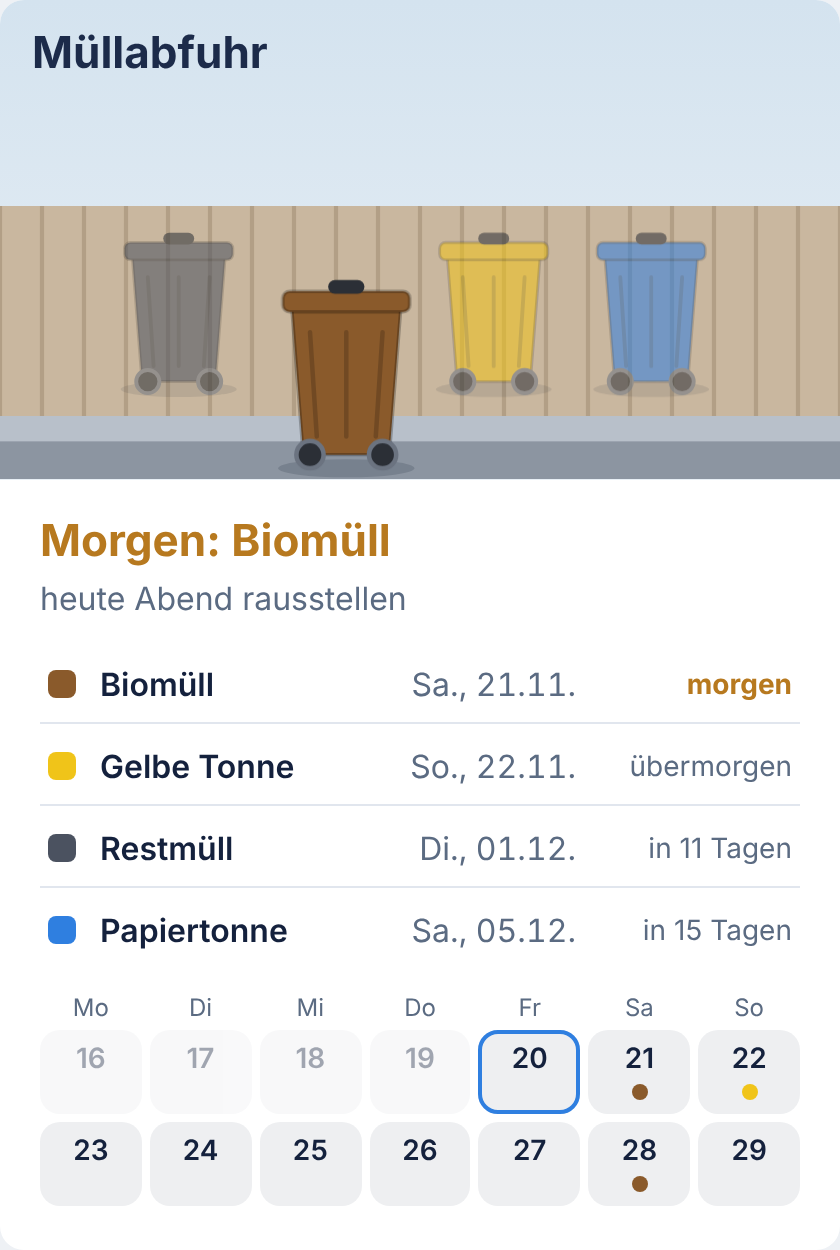 Müllabfuhr
Morgen: Biomüll
heute Abend rausstellen
Biomüll Sa., 21.11. morgen
Gelbe Tonne So., 22.11. übermorgen
Restmüll Di., 01.12. in 11 Tagen
Papiertonne Sa., 05.12. in 15 Tagen
Mo Di Mi Do Fr Sa So
16 17 18 19 20 21 22
23 24 25 26 27 28 29